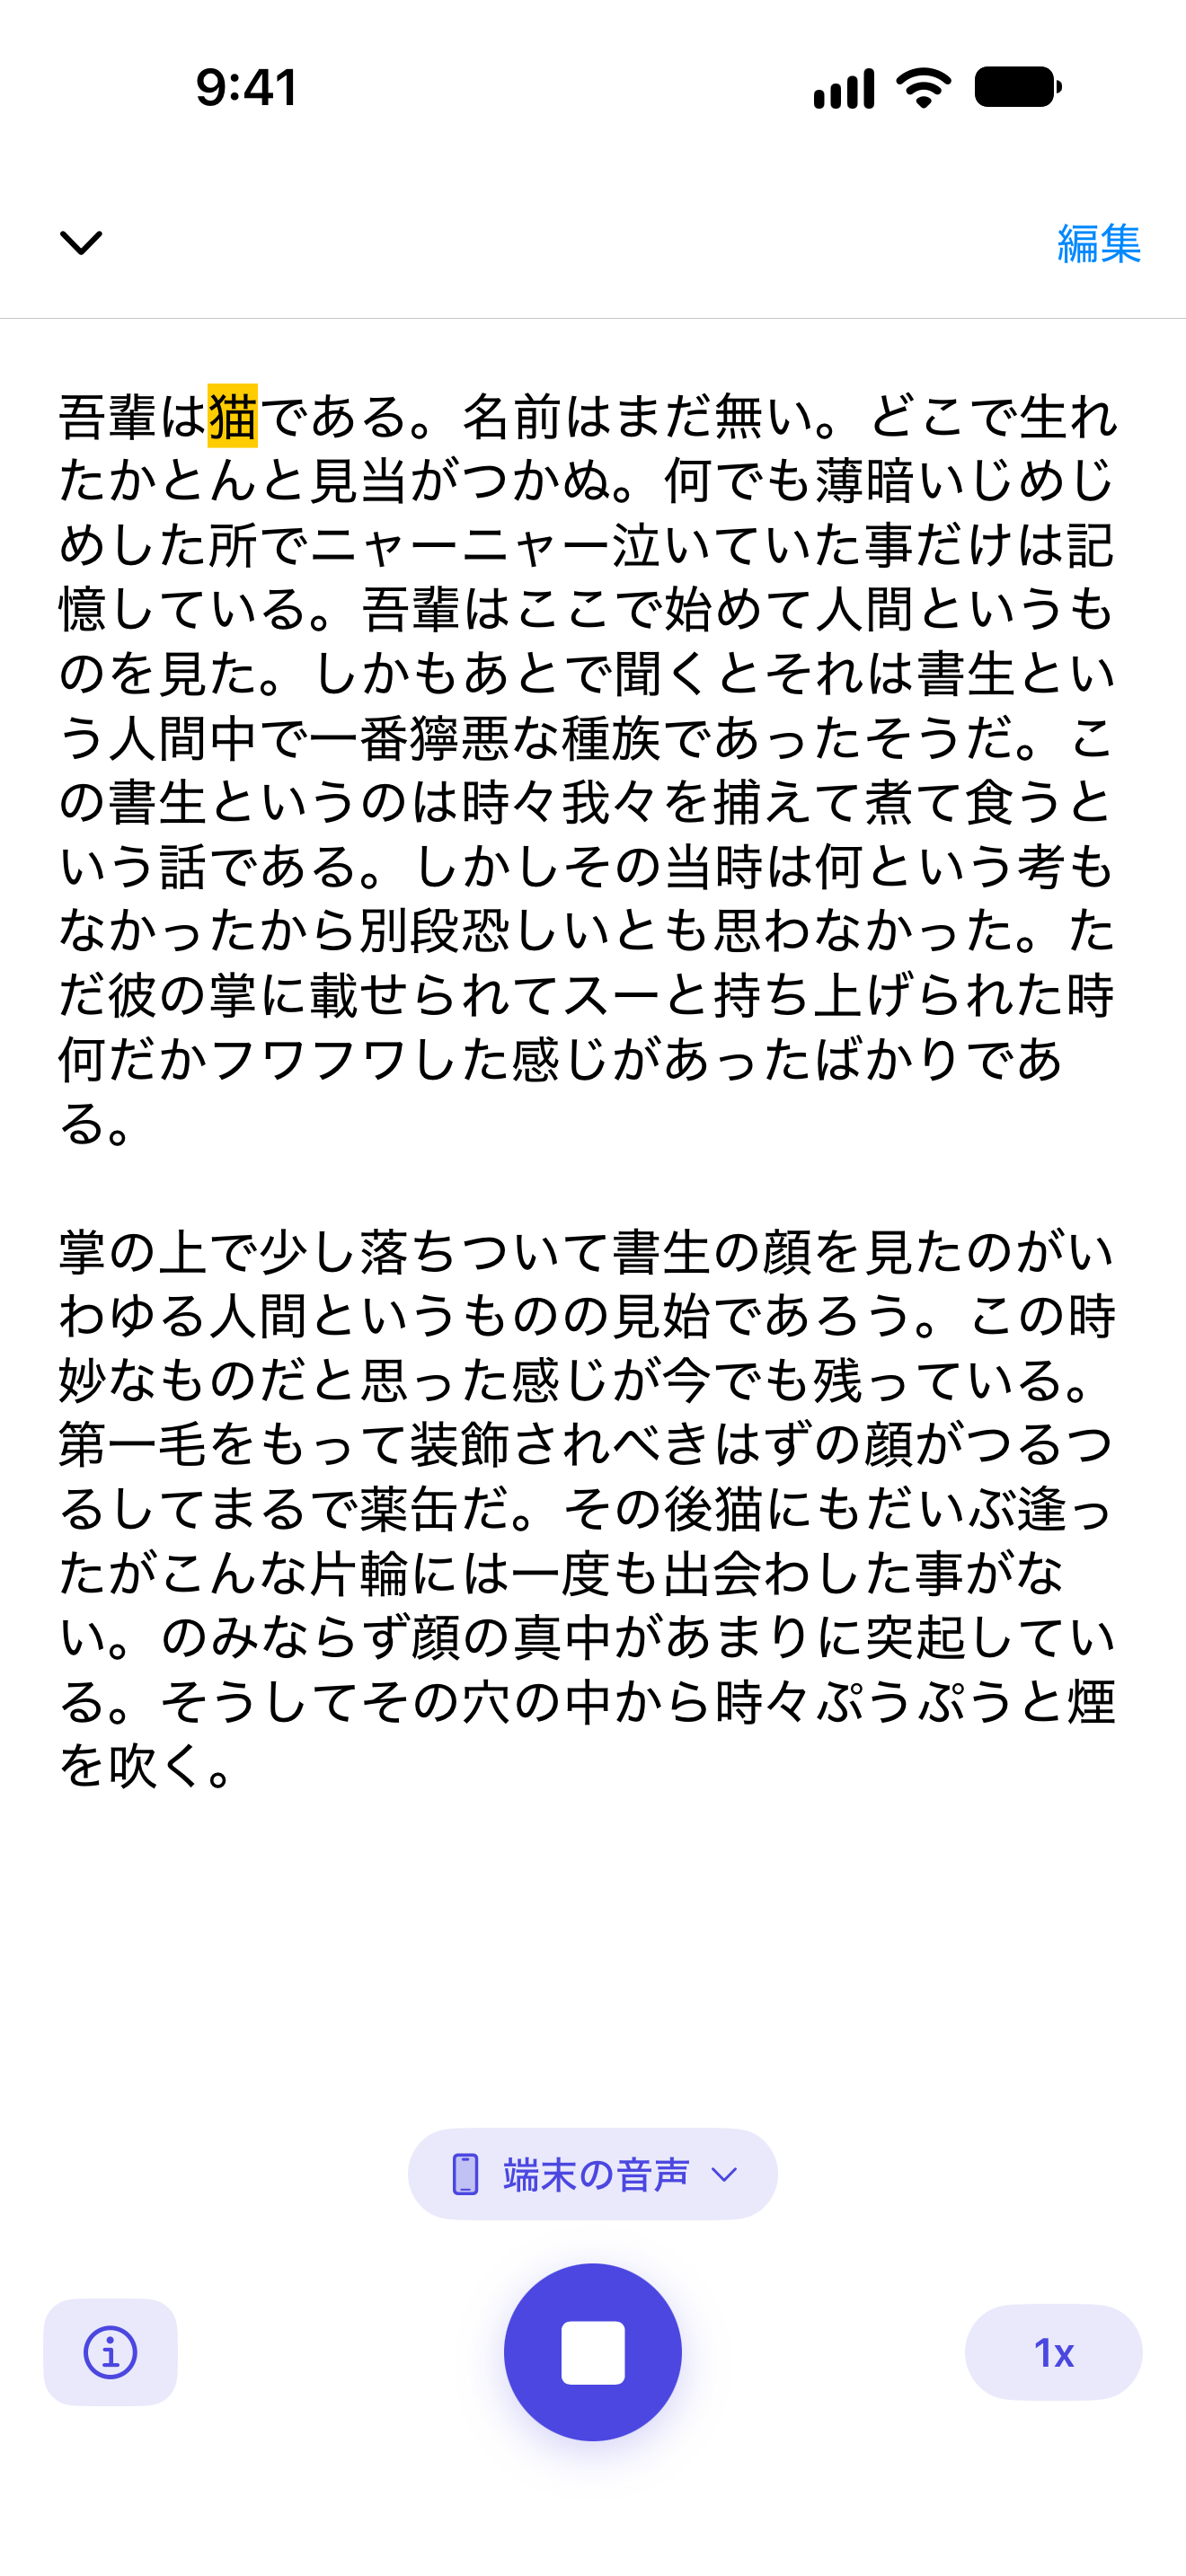 9:41
編集
吾輩は猫である。名前はまだ無い。どこで生れ
たかとんと見当がつかぬ。何でも薄暗いじめじ
めした所でニャーニャー泣いていた事だけは記
憶している。吾輩はここで始めて人間というも
のを見た。しかもあとで聞くとそれは書生とい
う人間中で一番獰悪な種族であったそうだ。こ
の書生というのは時々我々を捕えて煮て食うと
いう話である。しかしその当時は何という考も
なかったから別段恐しいとも思わなかった。た
だ彼の掌に載せられてスーと持ち上げられた時
何だかフワフワした感じがあったばかりであ
る。
掌の上で少し落ちついて書生の顔を見たのがい
わゆる人間というものの見始であろう。この時
妙なものだと思った感じが今でも残っている。
第一毛をもって装飾されべきはずの顔がつるつ
るしてまるで薬缶だ。その後猫にもだいぶ逢っ
たがこんな片輪には一度も出会わした事がな
い。のみならず顔の真中があまりに突起してい
る。そうしてその穴の中から時々ぷうぷうと煙
を吹く。
端末の音声
1x